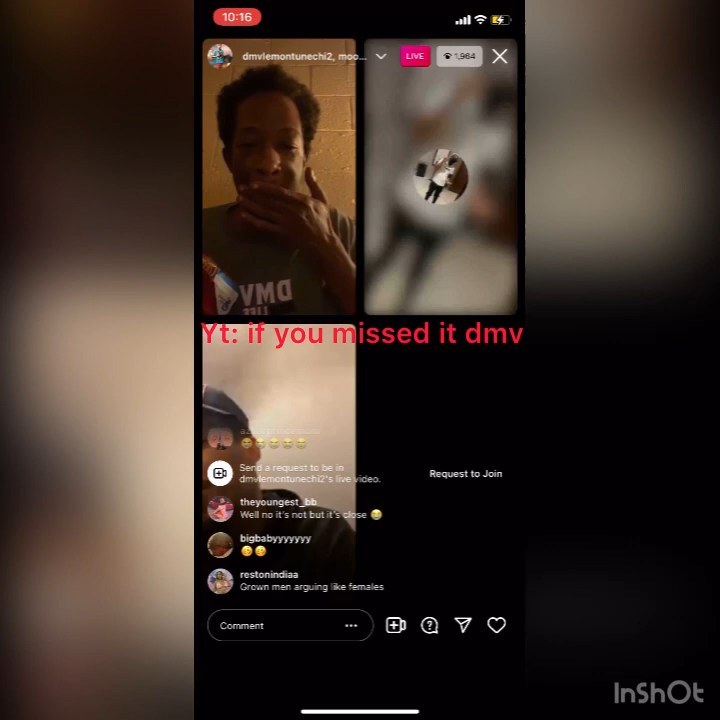 10:16
dmvlemontunechi2, moo...
LIVE
1,964
DMV
LIFE
Yt: if you missed it dmv
😭😭😭😭😭
Send a request to be in
dmvlemontunechi2's live video.
Request to Join
theyoungest_bb
Well no it's not but it's close 😭
bigbabyyyyyyy
🥰🥰
restonindiaa
Grown men arguing like females
Comment
InShOt